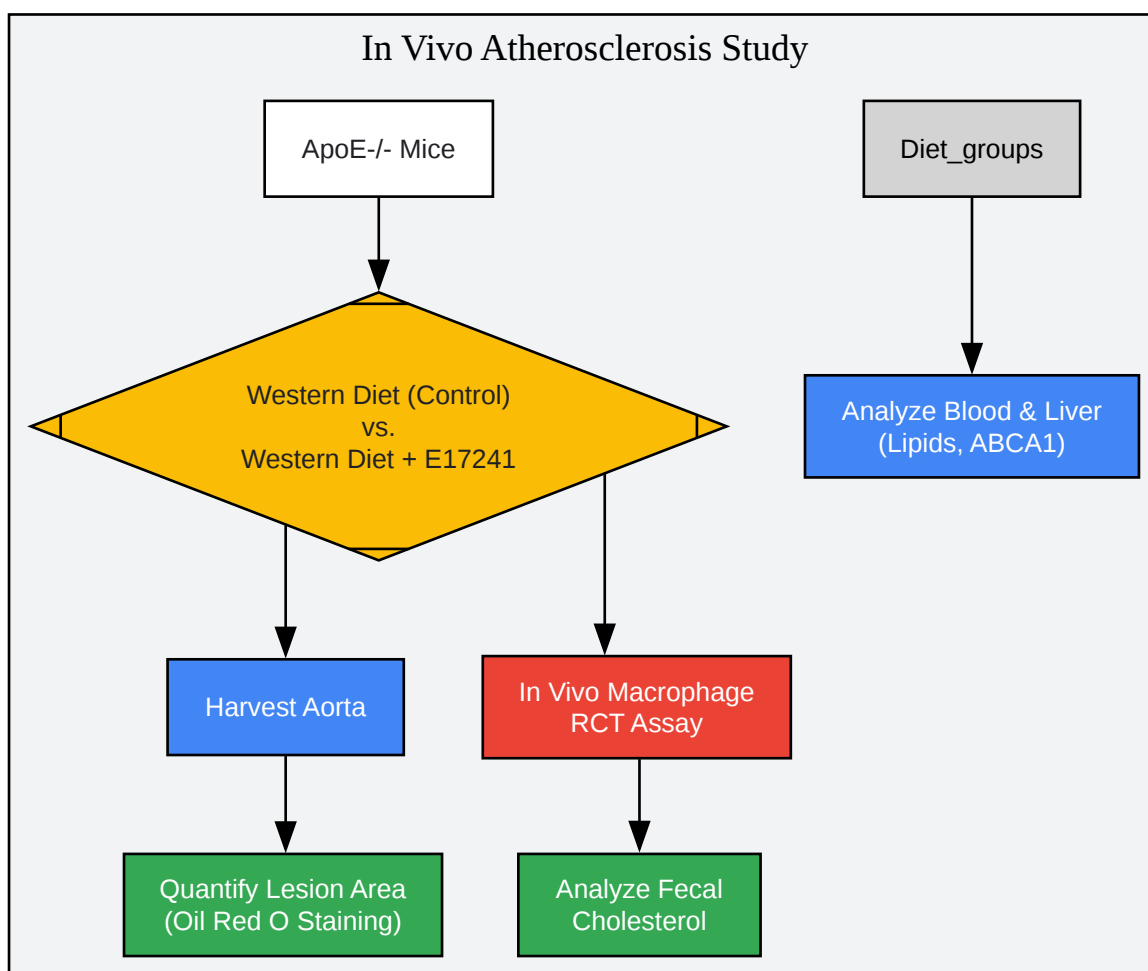 In Vivo Atherosclerosis Study
ApoE-/- Mice
Diet_groups
Western Diet (Control)
vs.
Western Diet + E17241
Analyze Blood & Liver
(Lipids, ABCA1)
Harvest Aorta
In Vivo Macrophage
RCT Assay
Quantify Lesion Area
(Oil Red O Staining)
Analyze Fecal
Cholesterol